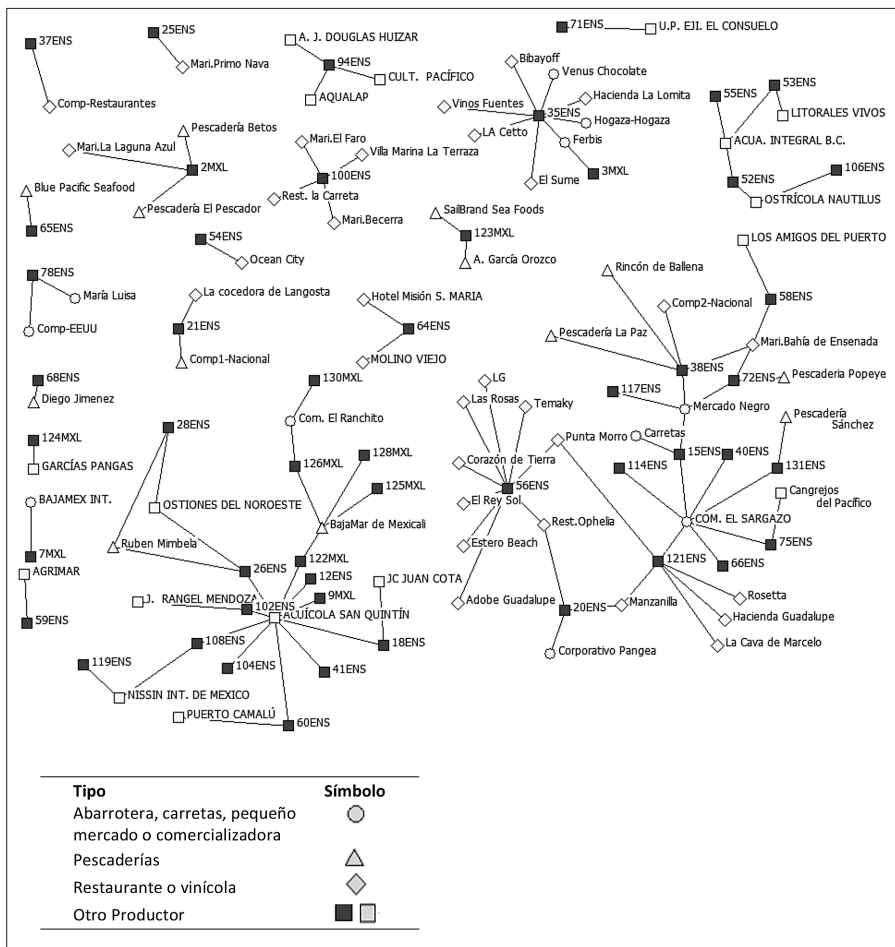 37ENS
25ENS
A. J. DOUGLAS HUIZAR
71ENS
U.P. EJI. EL CONSUELO
94ENS
CULT. PACÍFICO
AQUALAP
Mari.Primo Nava
Comp-Restaurantes
Bibayoff
Venus Chocolate
Vinos Fuentes
Hacienda La Lomita
35ENS
Hogaza-Hogaza
LA Cetto
Ferbis
El Sume
3MXL
53ENS
55ENS
LITORALES VIVOS
ACUA. INTEGRAL B.C.
106ENS
52ENS
OSTRÍCOLA NAUTILUS
Pescadería Betos
Mari.La Laguna Azul
2MXL
Pescadería El Pescador
Mari.El Faro
Villa Marina La Terraza
100ENS
Rest. la Carreta
Mari.Becerra
Blue Pacific Seafood
65ENS
SailBrand Sea Foods
123MXL
A. García Orozco
54ENS
Ocean City
LOS AMIGOS DEL PUERTO
78ENS
María Luisa
Comp-EEUU
La cocedora de Langosta
21ENS
Comp1-Nacional
Hotel Misión S. MARIA
64ENS
MOLINO VIEJO
Rincón de Ballena
Comp2-Nacional
58ENS
Pescadería La Paz
Mari.Bahía de Ensenada
38ENS
72ENS
Pescaderia Popeye
117ENS
Mercado Negro
68ENS
Diego Jimenez
130MXL
Com. El Ranchito
LG
Las Rosas
Temaky
Punta Morro
Carretas
Pescadería
Sánchez
28ENS
124MXL
GARCÍAS PANGAS
126MXL
128MXL
125MXL
Corazón de Tierra
56ENS
114ENS
15ENS
40ENS
131ENS
Cangrejos
del Pacífico
BAJAMEX INT.
OSTIONES DEL NOROESTE
El Rey Sol
Rest.Ophelia
COM. EL SARGAZO
BajaMar de Mexicali
Ruben Mimbela
Estero Beach
75ENS
7MXL
122MXL
121ENS
66ENS
AGRIMAR
26ENS
12ENS
JC JUAN COTA
J. RANGEL MENDOZA
102ENS
9MXL
Adobe Guadalupe
20ENS
Manzanilla
Rosetta
ACUÍCOLA SAN QUINTÍN
Hacienda Guadalupe
59ENS
108ENS
18ENS
La Cava de Marcelo
119ENS
104ENS
41ENS
Corporativo Pangea
NISSIN INT. DE MEXICO
PUERTO CAMALÚ
60ENS
Tipo Símbolo
Abarrotera, carretas, pequeño
mercado o comercializadora
Pescaderías
Restaurante o vinícola
Otro Productor